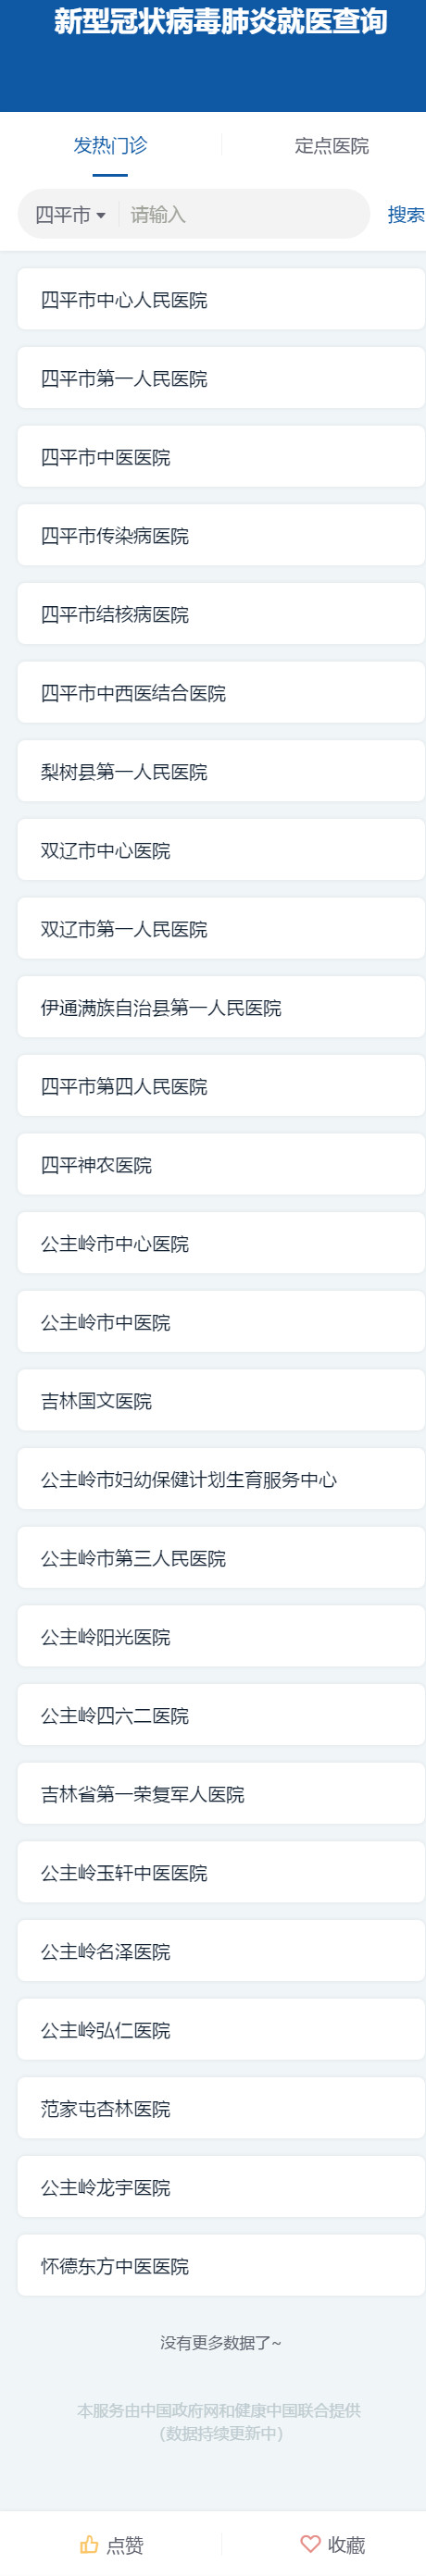 新型冠状病毒肺炎就医查询
发热门诊
定点医院
四平市
请输入
搜索
四平市中心人民医院
四平市第一人民医院
四平市中医医院
四平市传染病医院
四平市结核病医院
四平市中西医结合医院
梨树县第一人民医院
双辽市中心医院
双辽市第一人民医院
伊通满族自治县第一人民医院
四平市第四人民医院
四平神农医院
公主岭市中心医院
公主岭市中医院
吉林国文医院
公主岭市妇幼保健计划生育服务中心
公主岭市第三人民医院
公主岭阳光医院
公主岭四六二医院
吉林省第一荣复军人医院
公主岭玉轩中医医院
公主岭名泽医院
公主岭弘仁医院
范家屯杏林医院
公主岭龙宇医院
怀德东方中医医院
没有更多数据了~
本服务由中国政府网和健康中国联合提供
（数据持续更新中）
点赞
收藏